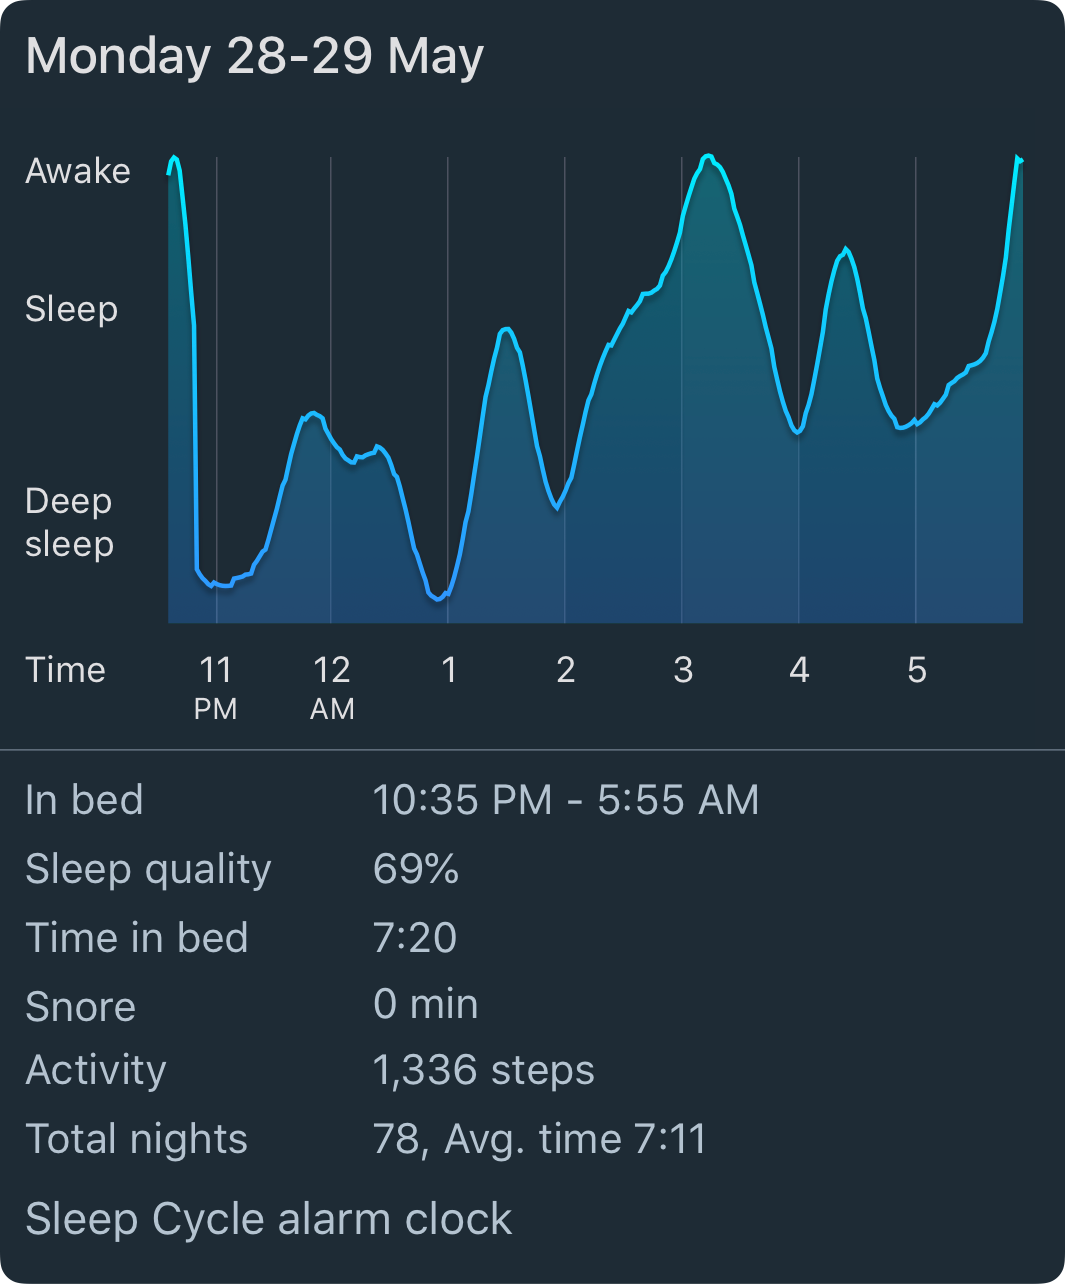 Monday 28-29 May
Awake
Sleep
Deep
sleep
Time 11 12 1 2 3 4 5
PM AM
In bed 10:35 PM - 5:55 AM
Sleep quality 69%
Time in bed 7:20
Snore 0 min
Activity 1,336 steps
Total nights 78, Avg. time 7:11
Sleep Cycle alarm clock